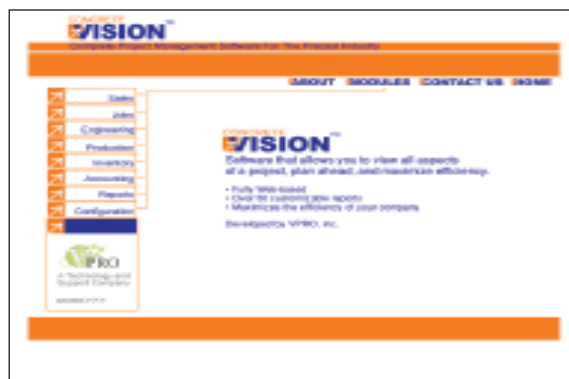 CONCRETE
VISION™
Complete Project Management Software For The Precast Industry
ABOUT MODULES CONTACT US HOME
Sales
Jobs
Engineering
Production
Inventory
Accounting
Reports
Configuration
CONCRETE
VISION™
Software that allows you to view all aspects
of a project, plan ahead, and maximize efficiency.
• Fully Web-based
• Over customizable reports
• Maximizes the efficiency of your company
Developed by VPRO, Inc.
VPRO
A Technology and
Support Company